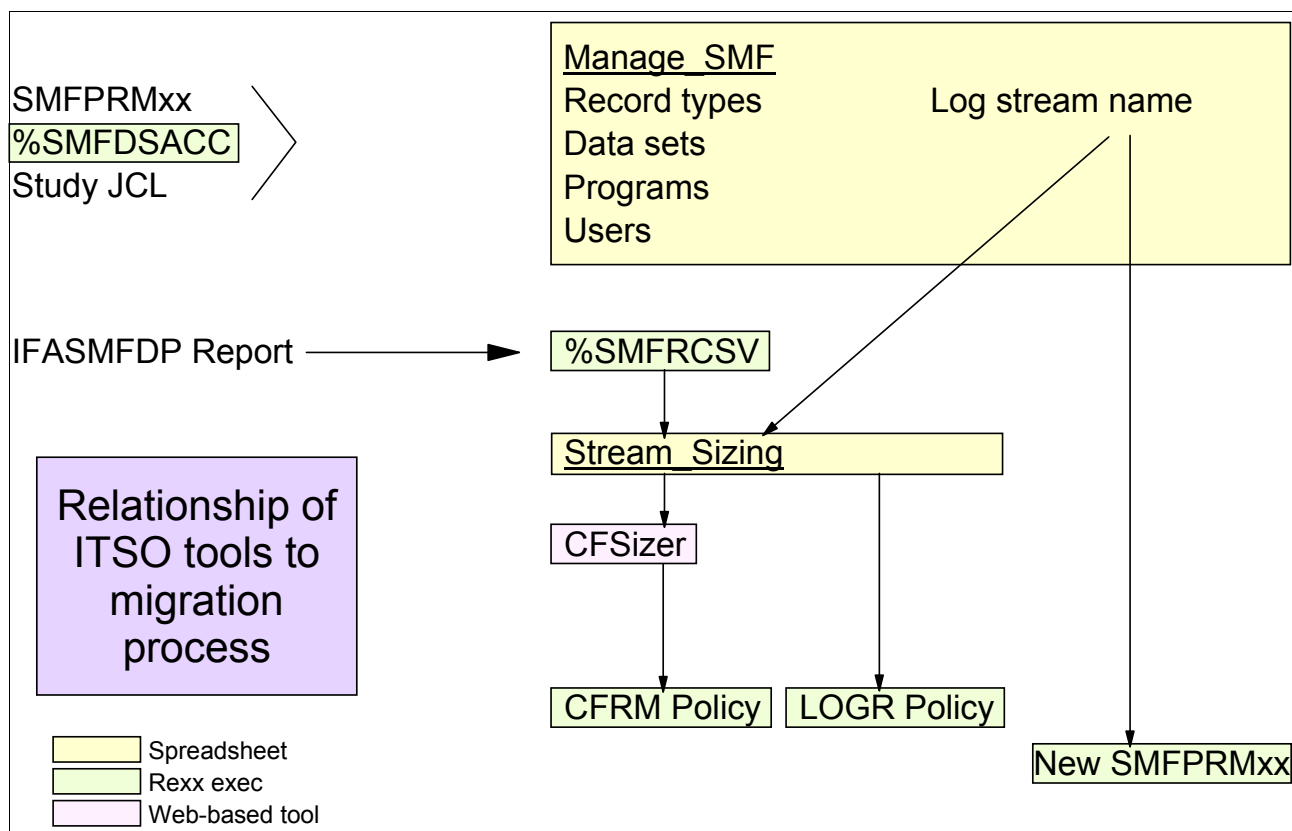 Manage_SMF
SMFPRMxx
Record types
Log stream name
%SMFDSACC
Data sets
Study JCL
Programs
Users
IFASMFDP Report
%SMFRCSV
Stream_Sizing
Relationship of
ITSO tools to
migration
process
CFSizer
CFRM Policy
LOGR Policy
New SMFPRMxx
Spreadsheet
Rexx exec
Web-based tool